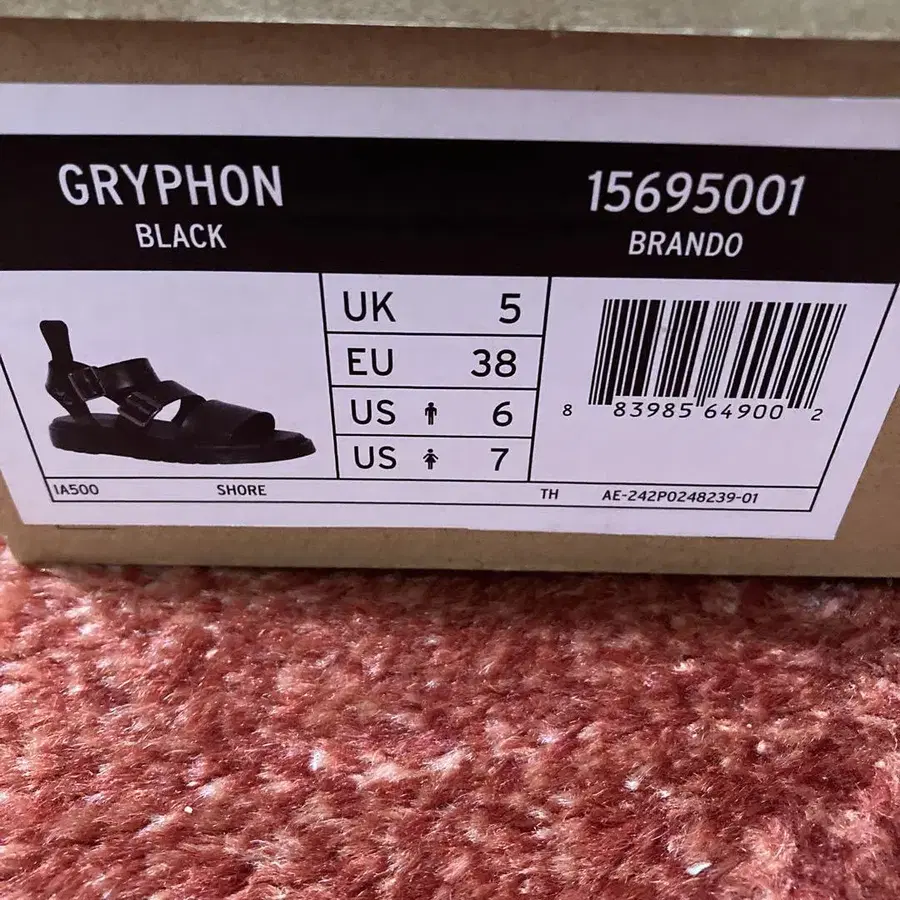 GRYPHON
BLACK
15695001
BRANDO
UK 5
EU 38
US 6
US 7
8 83985 64900 2
IA500 SHORE TH AE-242P0248239-01